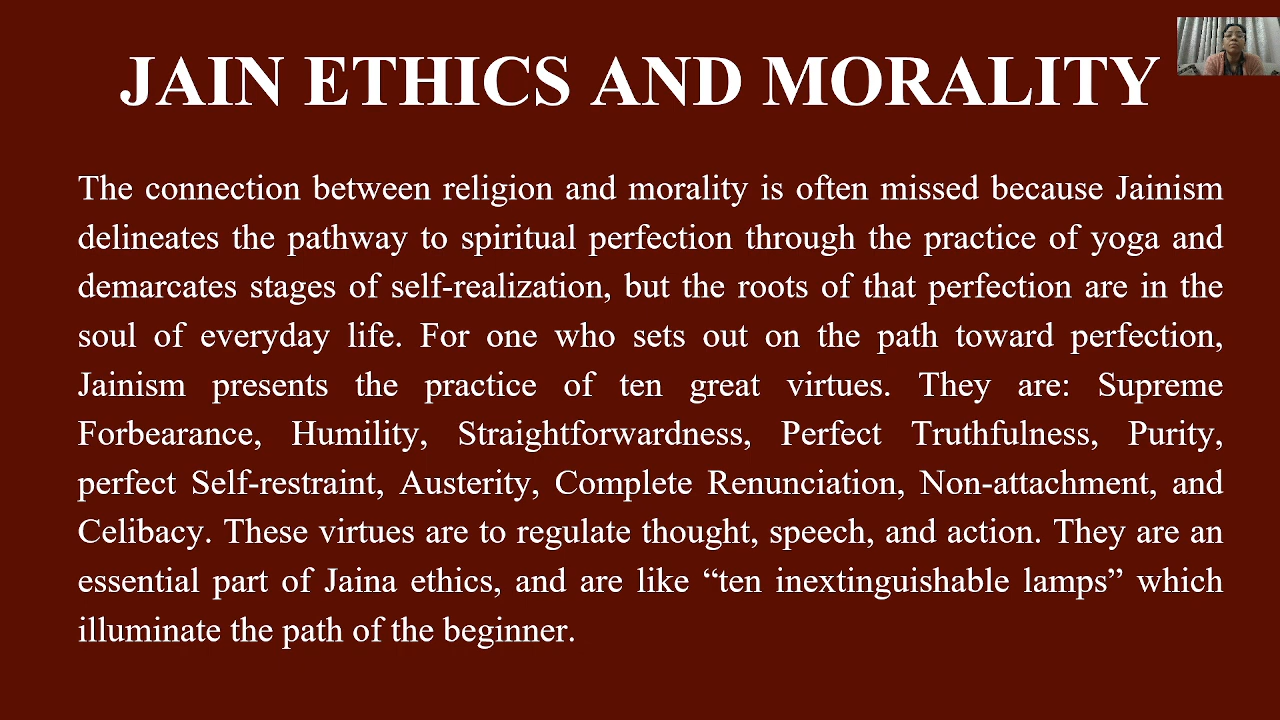 JAIN ETHICS AND MORALITY
The connection between religion and morality is often missed because Jainism
delineates the pathway to spiritual perfection through the practice of yoga and
demarcates stages of self-realization, but the roots of that perfection are in the
soul of everyday life. For one who sets out on the path toward perfection,
Jainism presents the practice of ten great virtues. They are: Supreme
Forbearance, Humility, Straightforwardness, Perfect Truthfulness, Purity,
perfect Self-restraint, Austerity, Complete Renunciation, Non-attachment, and
Celibacy. These virtues are to regulate thought, speech, and action. They are an
essential part of Jaina ethics, and are like “ten inextinguishable lamps” which
illuminate the path of the beginner.